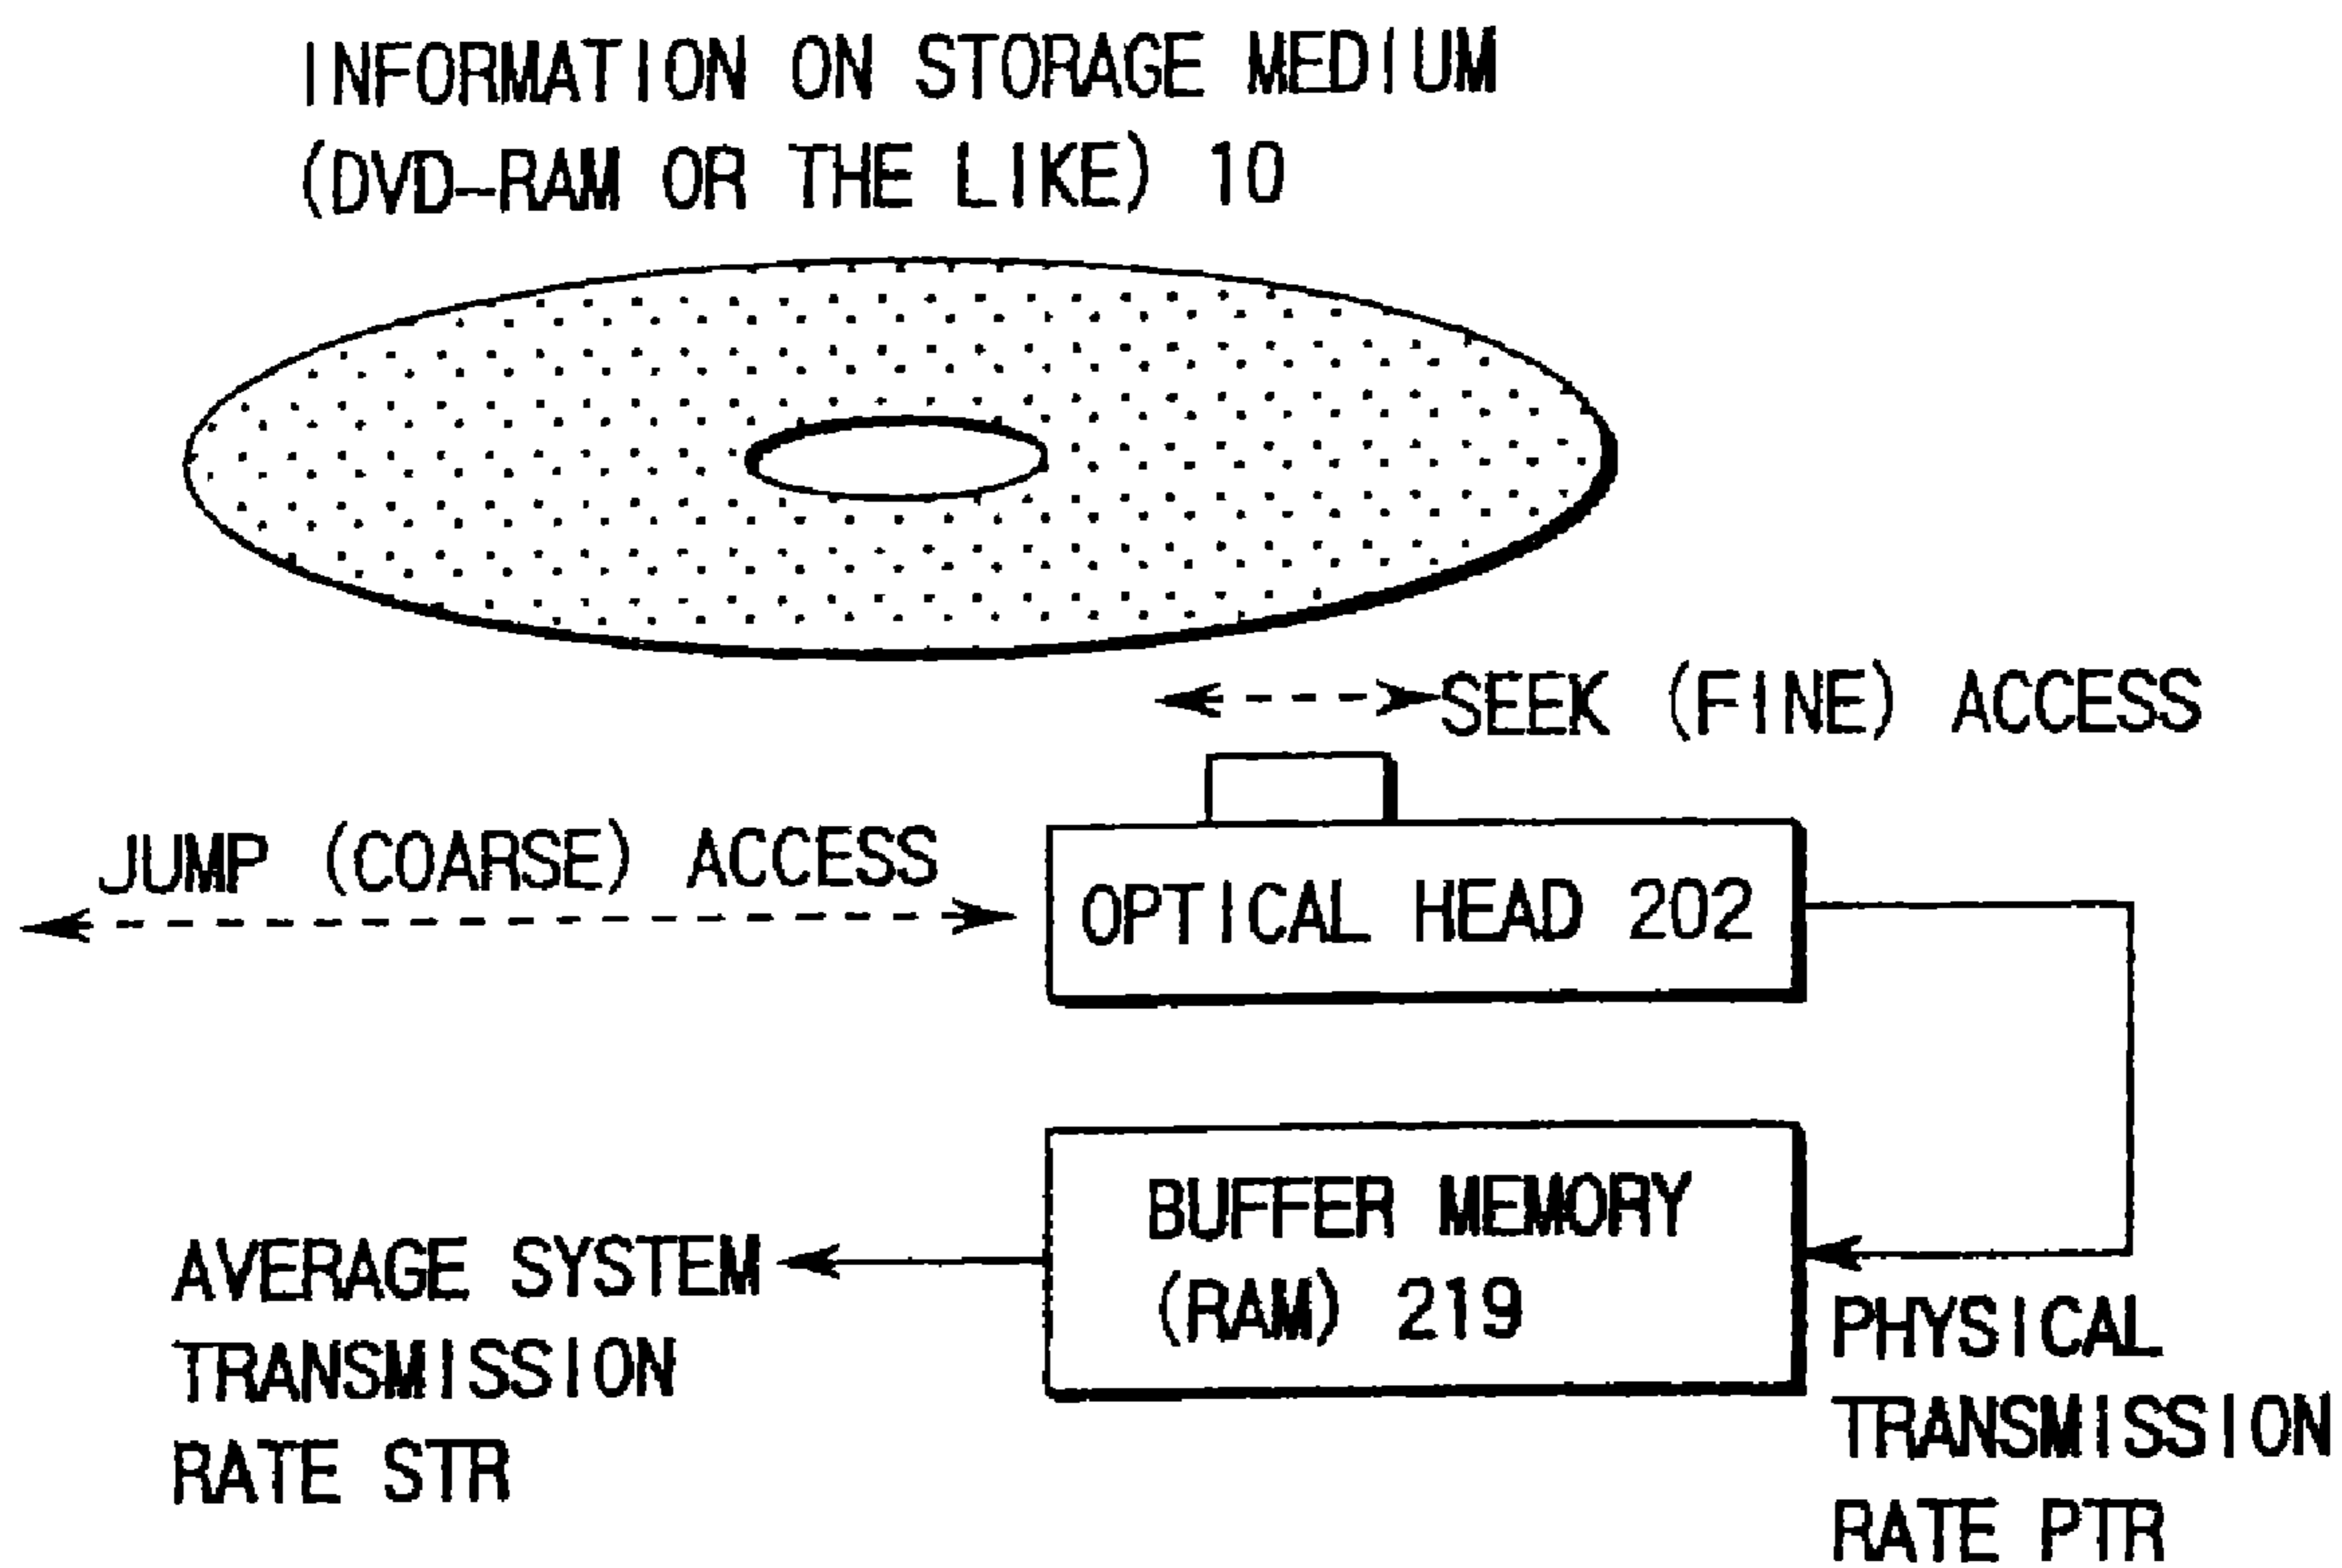 INFORMATION ON STORAGE MEDIUM
(DVD-RAM OR THE LIKE) 10
SEEK (FINE) ACCESS
JUMP (COARSE) ACCESS
OPTICAL HEAD 202
BUFFER MEMORY
(RAM) 219
AVERAGE SYSTEM
TRANSMISSION
RATE STR
PHYSICAL
TRANSMISSION
RATE PTR